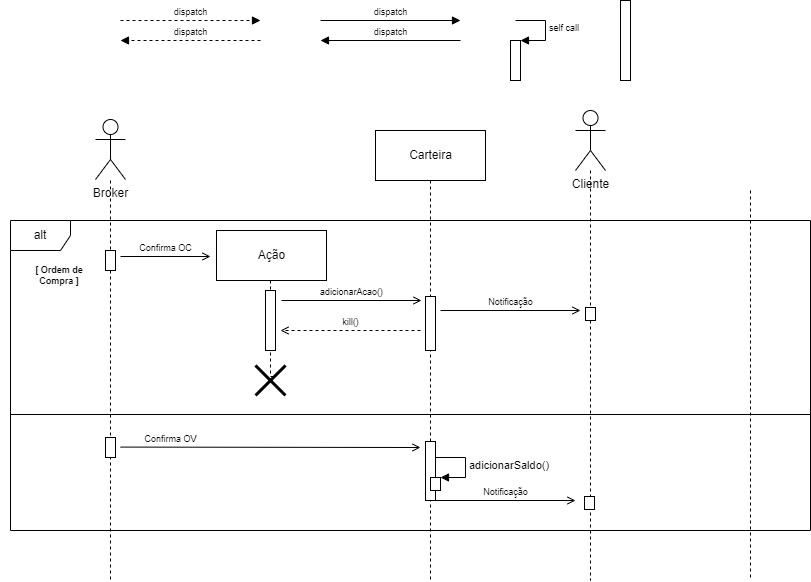 dispatch
dispatch
dispatch
dispatch
self call
Broker
Carteira
Cliente
alt
Confirma OC
Ação
[ Ordem de
Compra ]
adicionarAcao()
Notificação
kill()
Confirma OV
adicionarSaldo()
Notificação